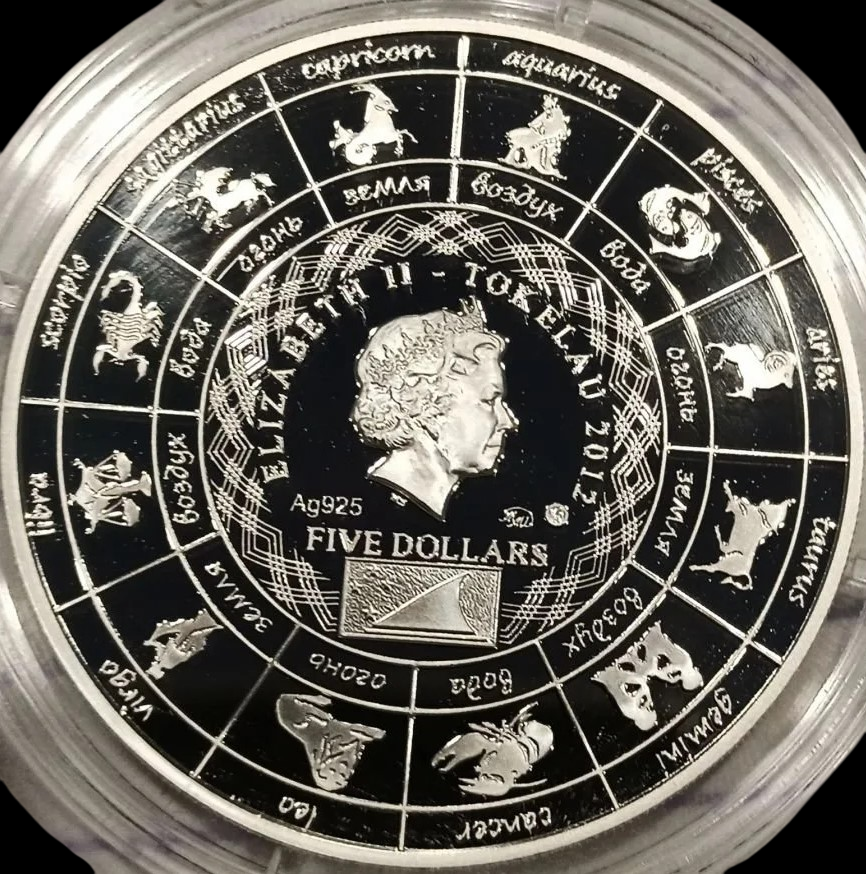 capricorn
aquarius
pisces
aries
taurus
gemini
cancer
leo
virgo
libra
scorpio
sagittarius
земля
воздух
вода
огонь
земля
воздух
вода
огонь
земля
воздух
вода
огонь
ELIZABETH II - TOKELAU 2012
Ag925
FIVE DOLLARS